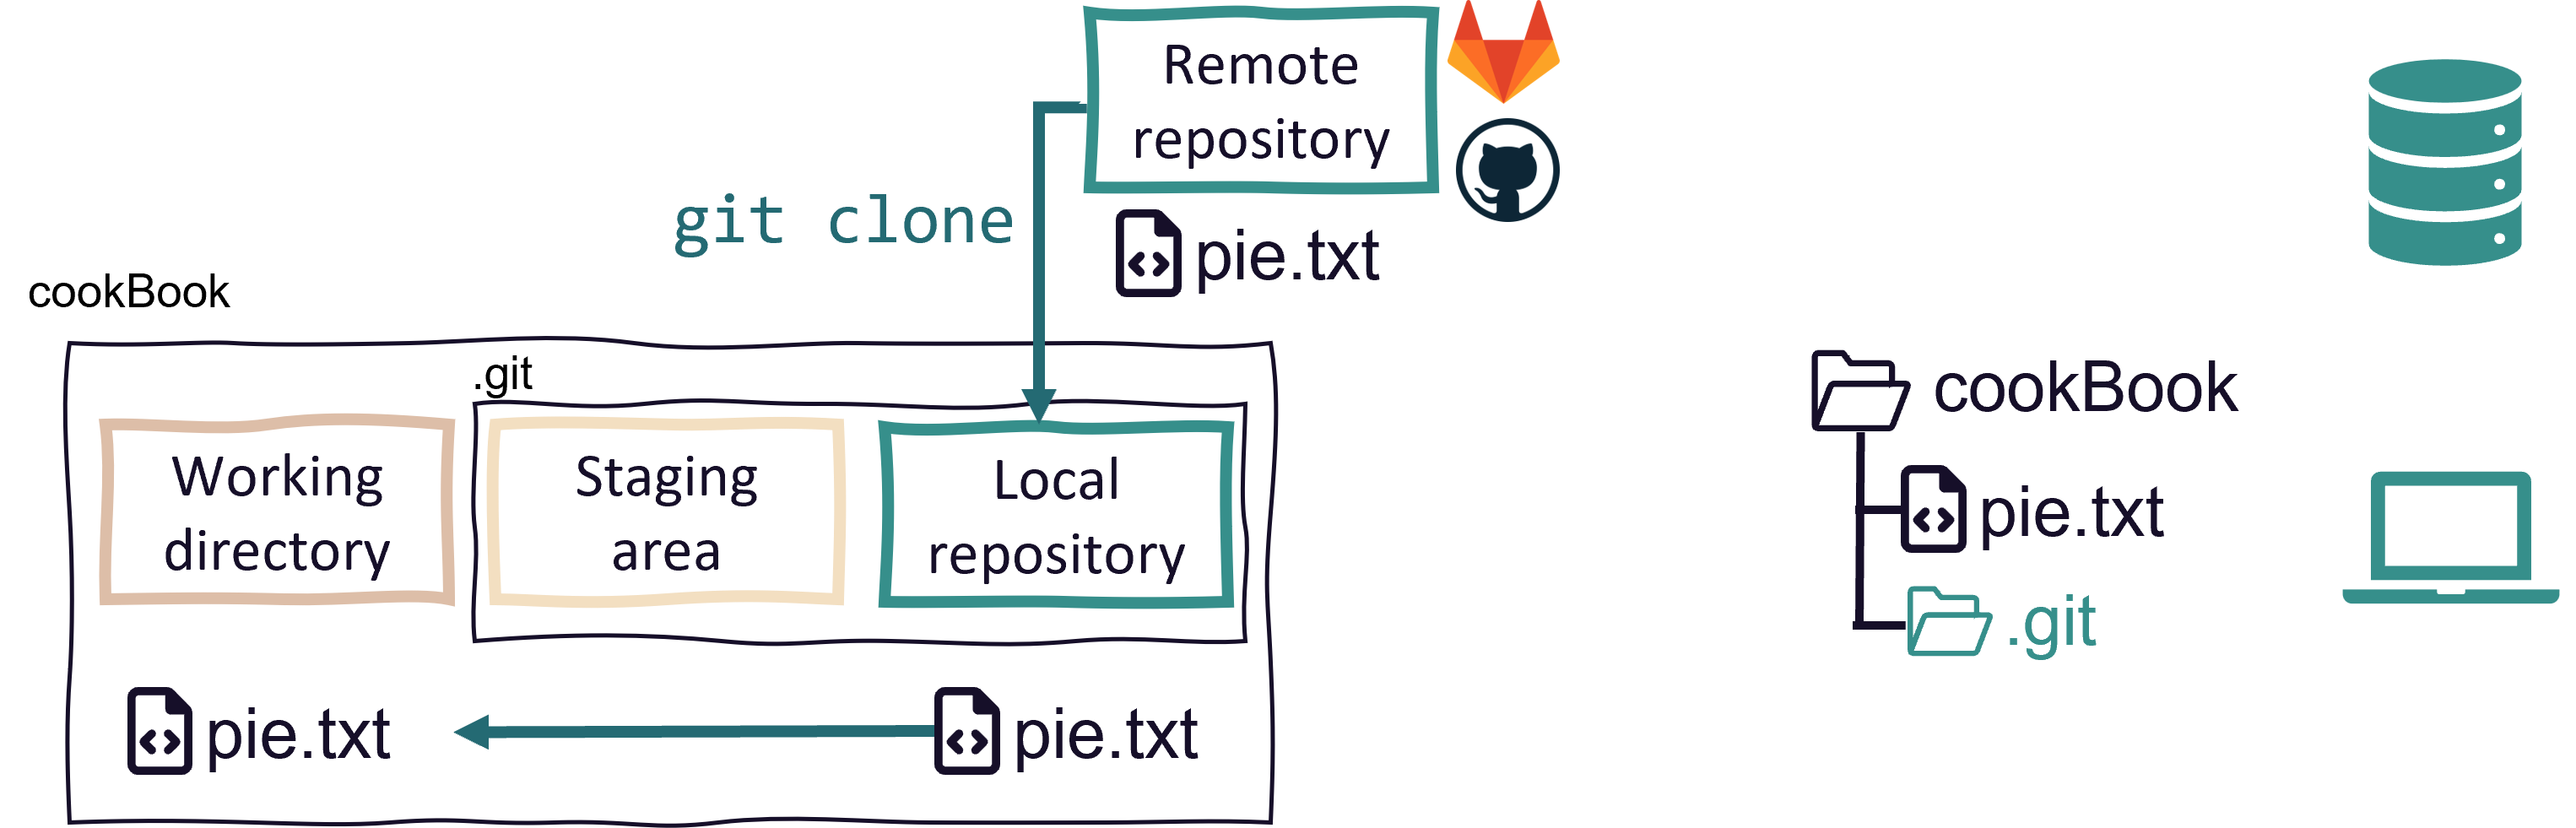 Remote
repository
git clone
pie.txt
cookBook
.git
Working
directory
Staging
area
Local
repository
pie.txt
pie.txt
cookBook
pie.txt
.git